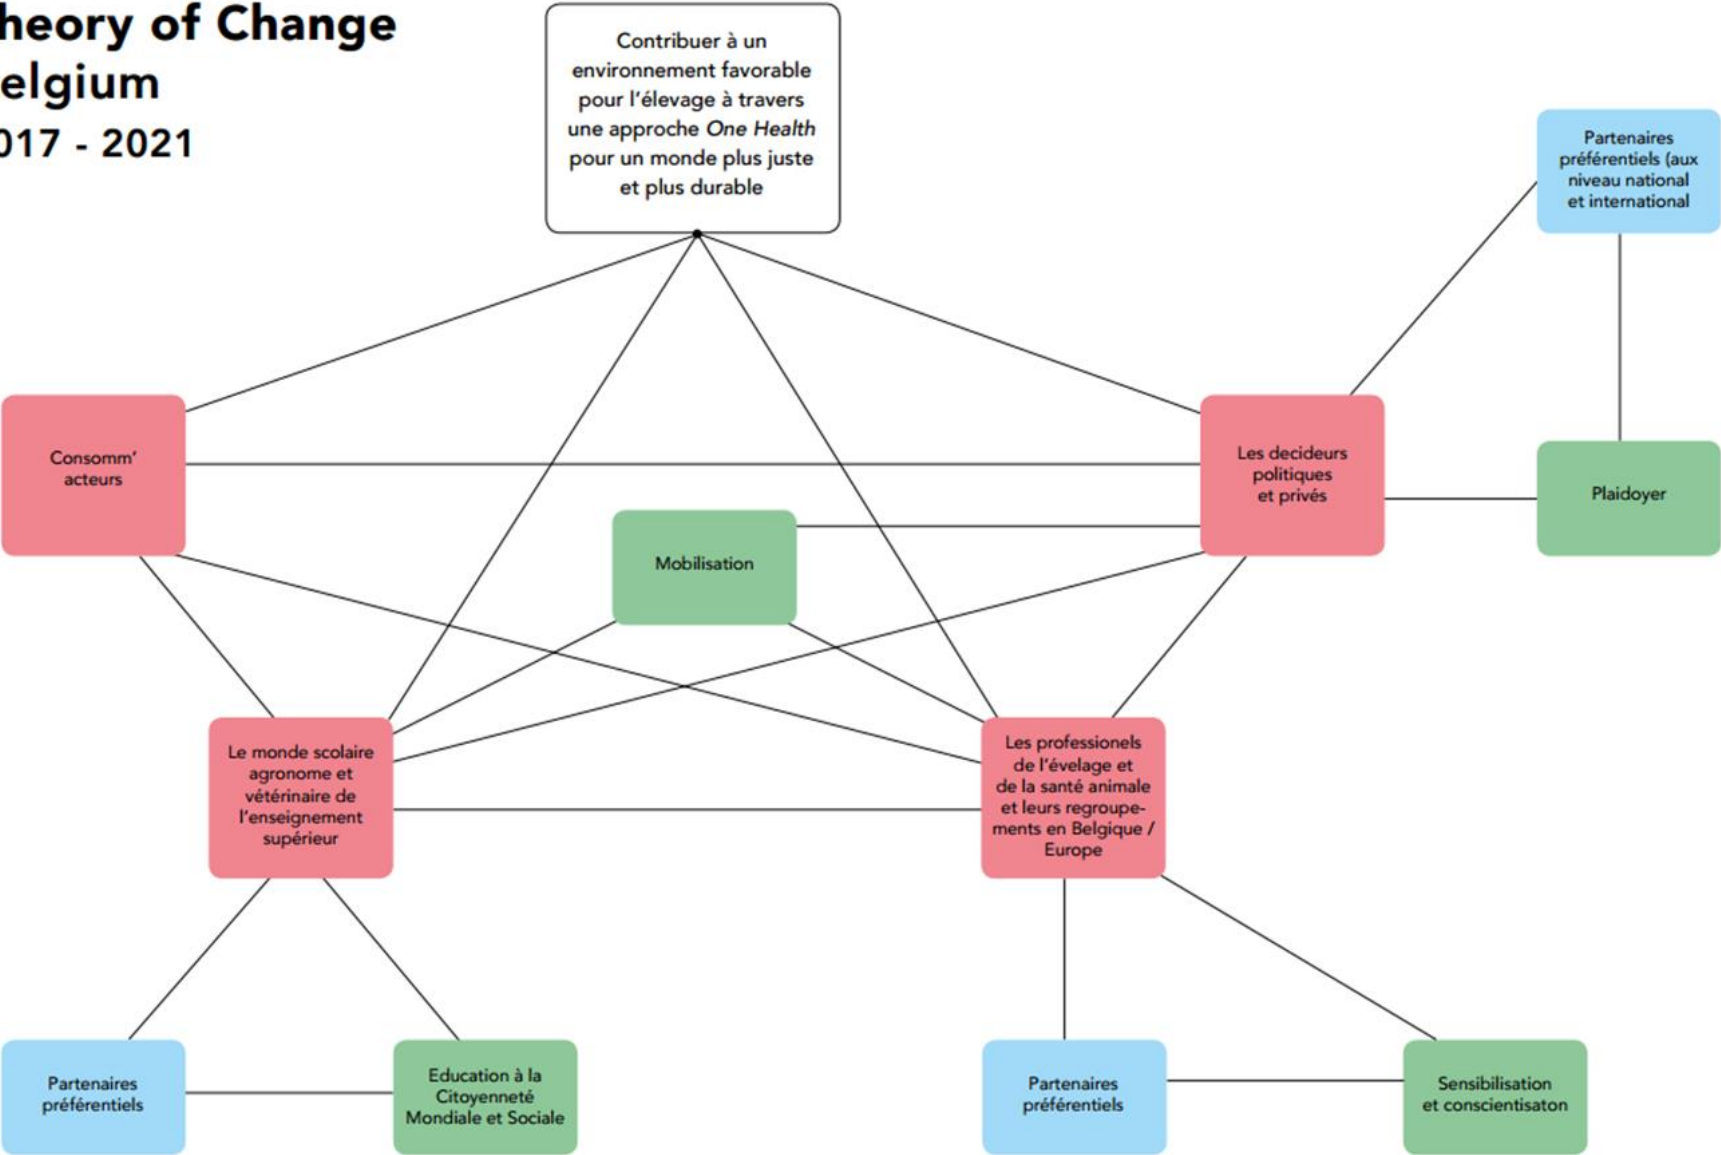 heory of Change
elgium
017 - 2021
Contribuer à un
environnement favorable
pour l'élevage à travers
une approche One Health
pour un monde plus juste
et plus durable
Partenaires
préférentiels (aux
niveau national
et international
Consomm'
acteurs
Les decideurs
politiques
et privés
Plaidoyer
Mobilisation
Le monde scolaire
agronome et
vétérinaire de
l'enseignement
supérieur
Les professionels
de l'évelage et
de la santé animale
et leurs regroupe-
ments en Belgique /
Europe
Partenaires
préférentiels
Education à la
Citoyenneté
Mondiale et Sociale
Partenaires
préférentiels
Sensibilisation
et conscientisaton